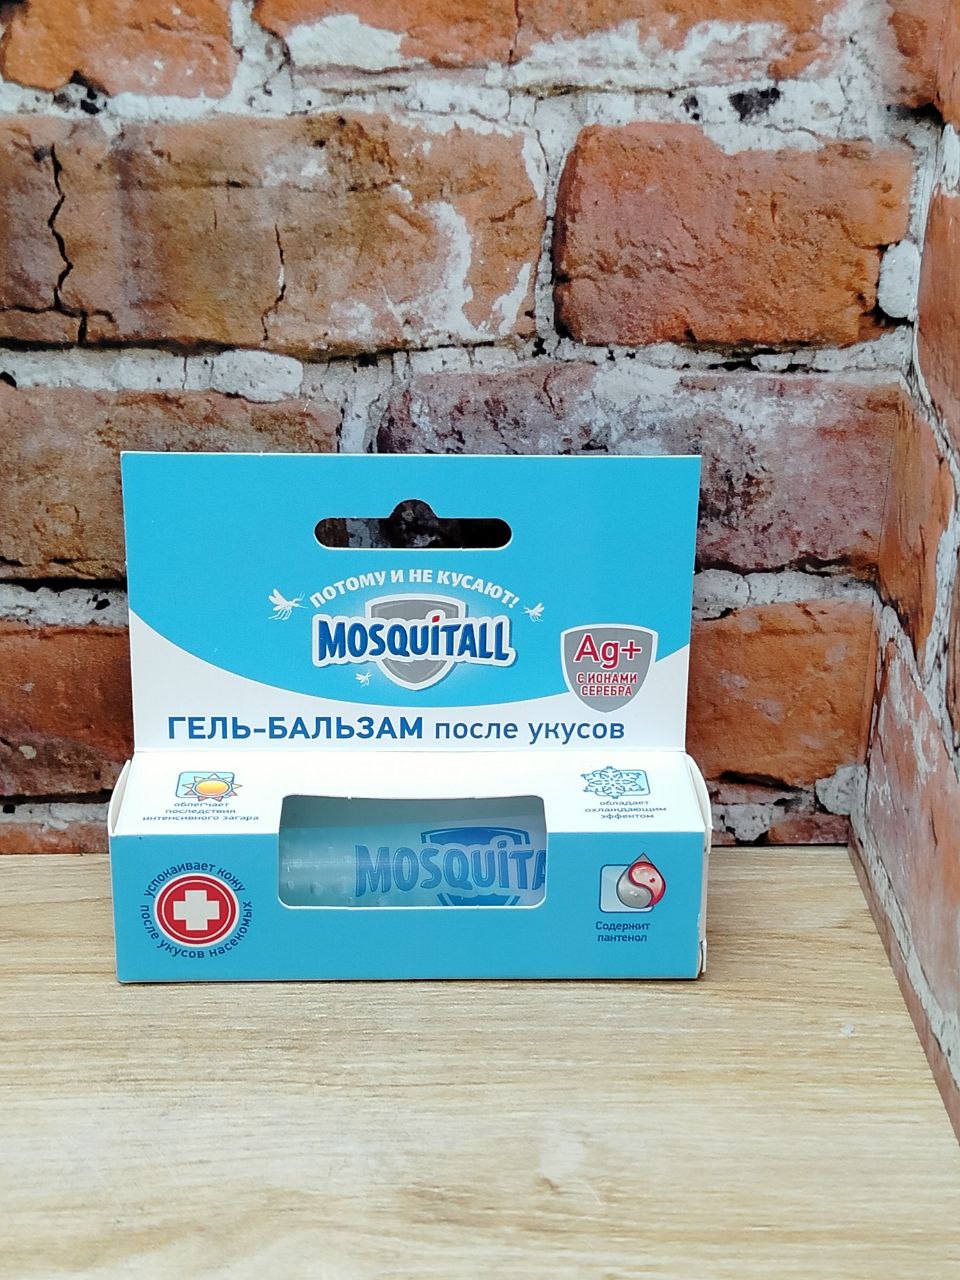 ПОТОМУ И НЕ КУСАЮТ!
MOSQUITALL
Ag+
С ИОНАМИ
СЕРЕБРА
ГЕЛЬ-БАЛЬЗАМ после укусов
облегчает
последствия
интенсивного загара
обладает
охлаждающим
эффектом
MOSQUITA
успокаивает кожу
после укусов насекомых
Содержит
пантенол